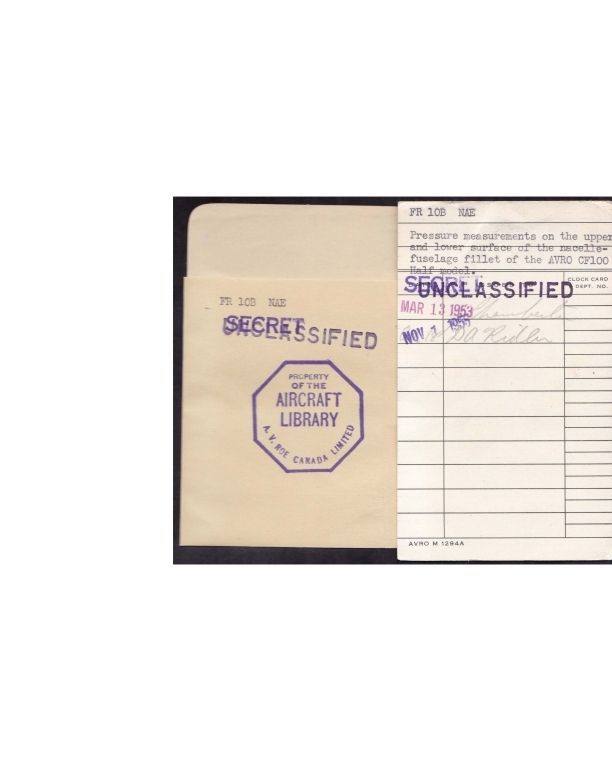 FR 10B NAE
SECRET
UNCLASSIFIED
PROPERTY
OF THE
AIRCRAFT
LIBRARY
A. V. ROE CANADA LIMITED
FR 10B NAE
Pressure measurements on the upper
and lower surface of the nacelle-
fuselage fillet of the AVRO CF100
Half model.
SECRET
UNCLASSIFIED
CLOCK CARD
DEPT. NO.
MAR 13 1953
NOV 1
AVRO M 1294A